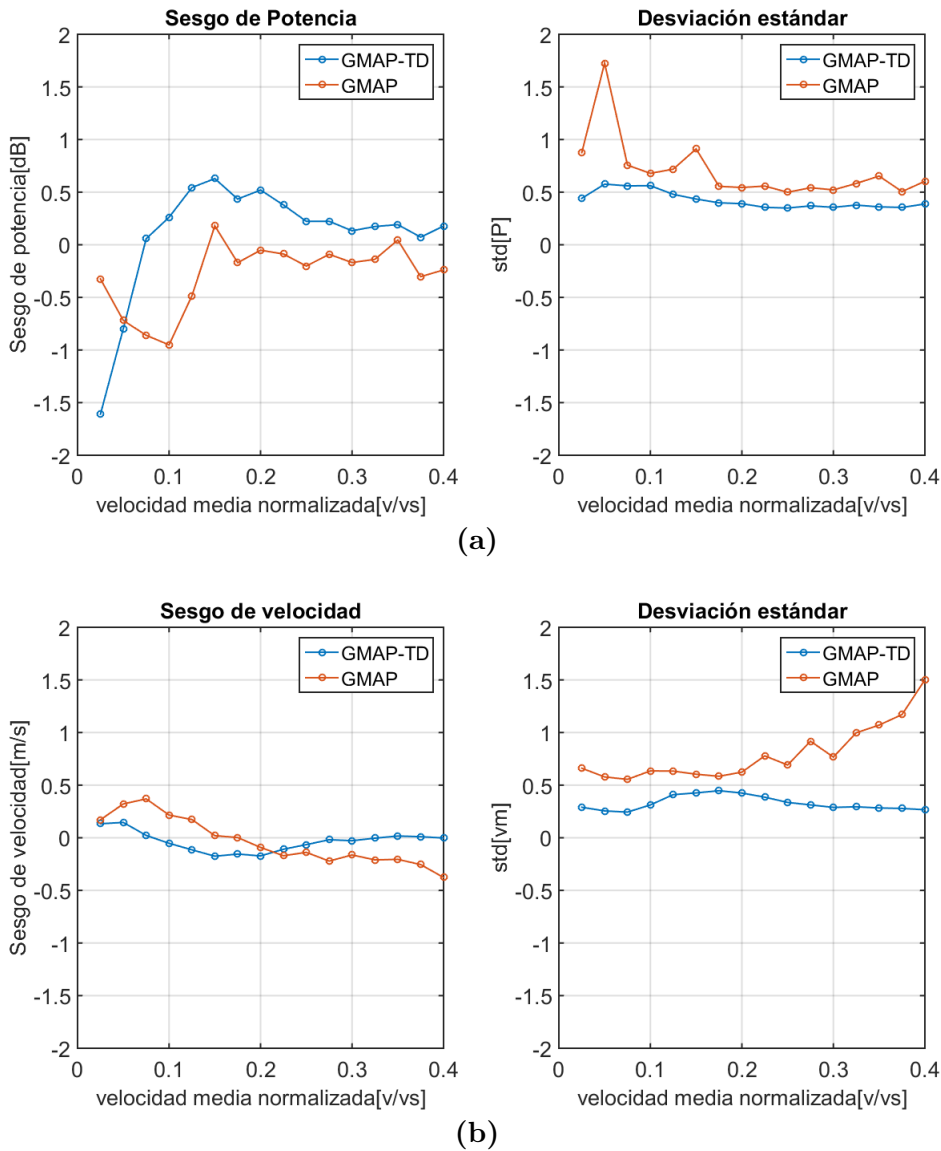 Sesgo de Potencia
2
1.5
1
0.5
0
-0.5
-1
-1.5
-2
Sesgo de potencia[dB]
GMAP-TD
GMAP
0
0.1
0.2
0.3
0.4
velocidad media normalizada[v/vs]
Desviación estándar
2
1.5
1
0.5
0
-0.5
-1
-1.5
-2
std[P]
GMAP-TD
GMAP
0
0.1
0.2
0.3
0.4
velocidad media normalizada[v/vs]
(a)
Sesgo de velocidad
2
1.5
1
0.5
0
-0.5
-1
-1.5
-2
Sesgo de velocidad[m/s]
GMAP-TD
GMAP
0
0.1
0.2
0.3
0.4
velocidad media normalizada[v/vs]
Desviación estándar
2
1.5
1
0.5
0
-0.5
-1
-1.5
-2
std[vm]
GMAP-TD
GMAP
0
0.1
0.2
0.3
0.4
velocidad media normalizada[v/vs]
(b)